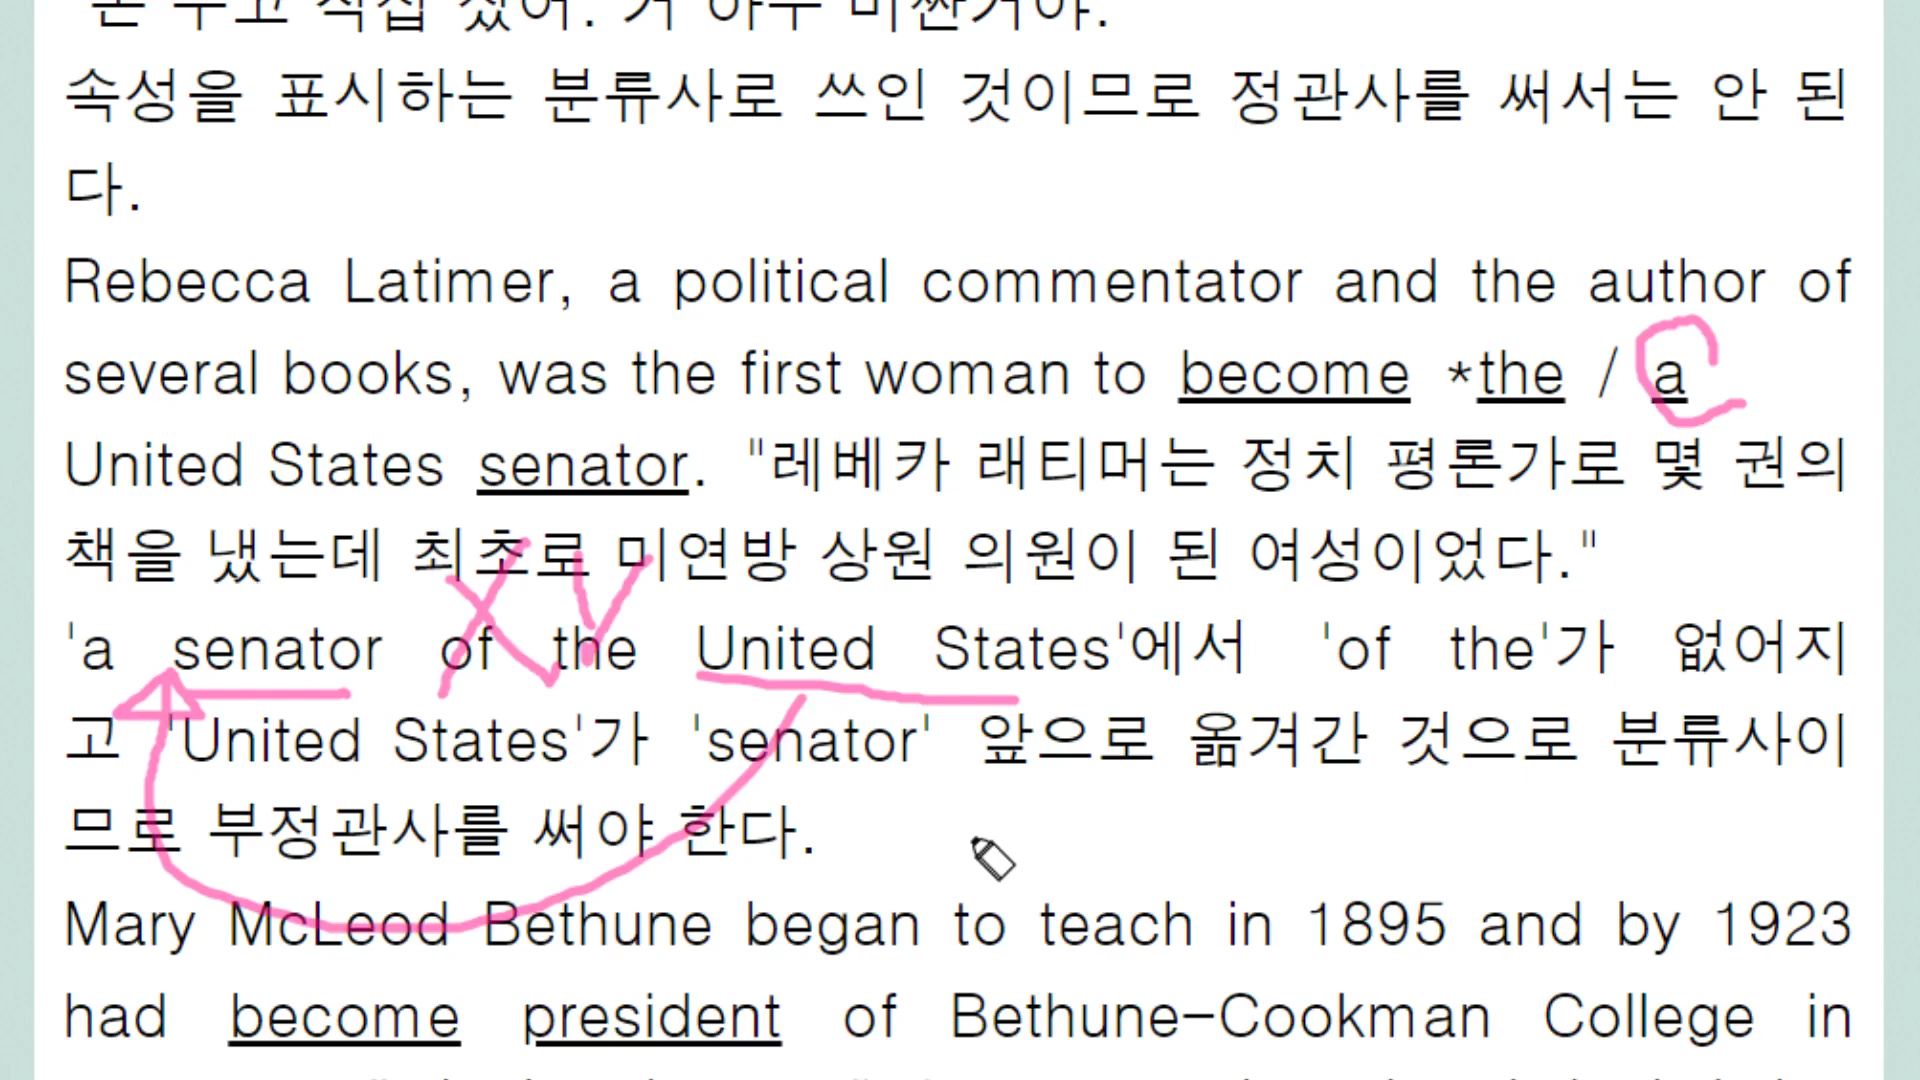 속성을 표시하는 분류사로 쓰인 것이므로 정관사를 써서는 안 된
다.
Rebecca Latimer, a political commentator and the author of
several books, was the first woman to become *the / a
United States senator. "레베카 래티머는 정치 평론가로 몇 권의
책을 냈는데 최초로 미연방 상원 의원이 된 여성이었다."
'a senator of the United States'에서 'of the'가 없어지
고 'United States'가 'senator' 앞으로 옮겨간 것으로 분류사이
므로 부정관사를 써야 한다.
Mary McLeod Bethune began to teach in 1895 and by 1923
had become president of Bethune-Cookman College in